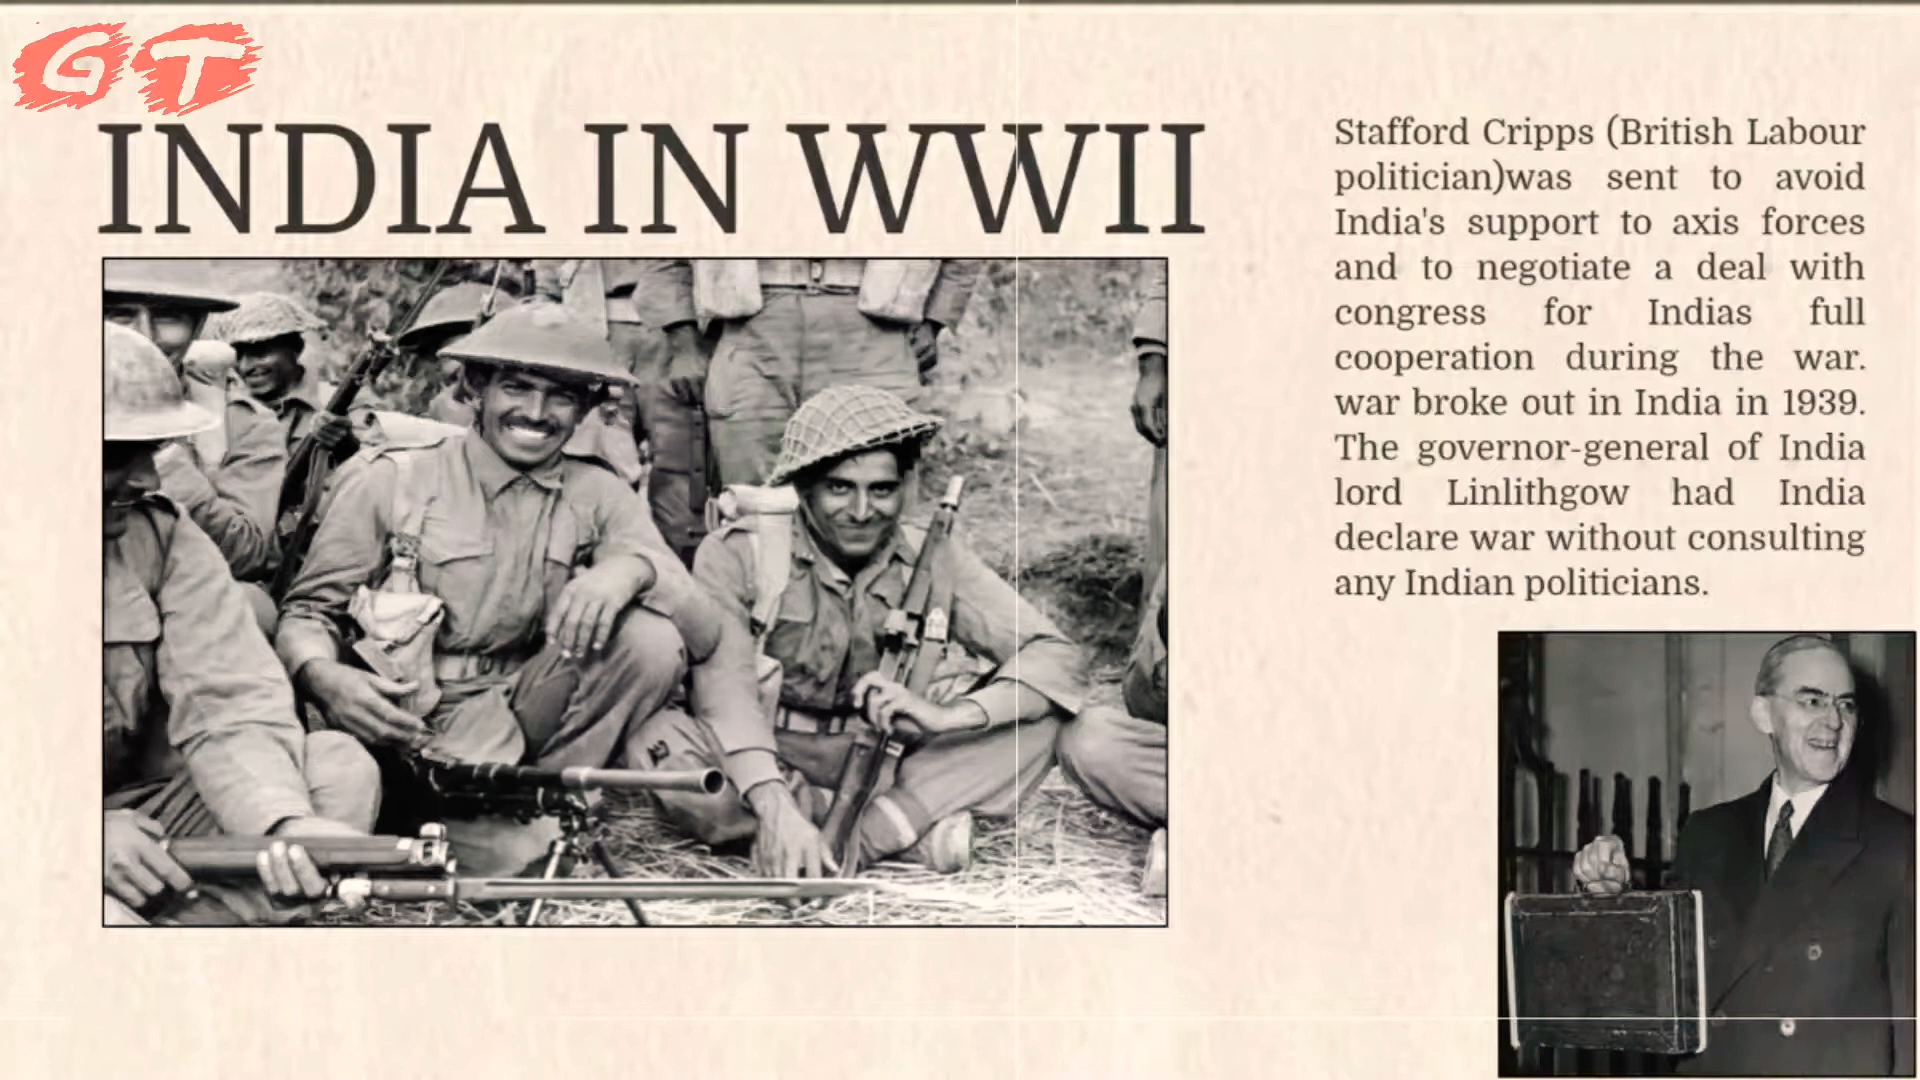 GT
INDIA IN WWII
Stafford Cripps (British Labour
politician)was sent to avoid
India's support to axis forces
and to negotiate a deal with
congress for Indias full
cooperation during the war.
war broke out in India in 1939.
The governor-general of India
lord Linlithgow had India
declare war without consulting
any Indian politicians.